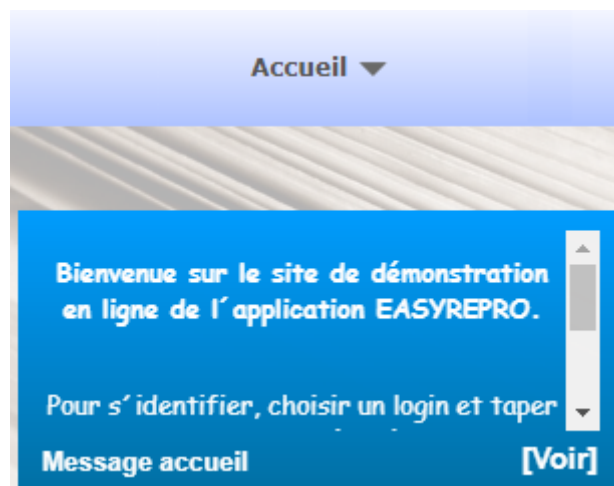 Accueil
Bienvenue sur le site de démonstration
en ligne de l´application EASYREPRO.
Pour s´identifier, choisir un login et taper
Message accueil
[Voir]